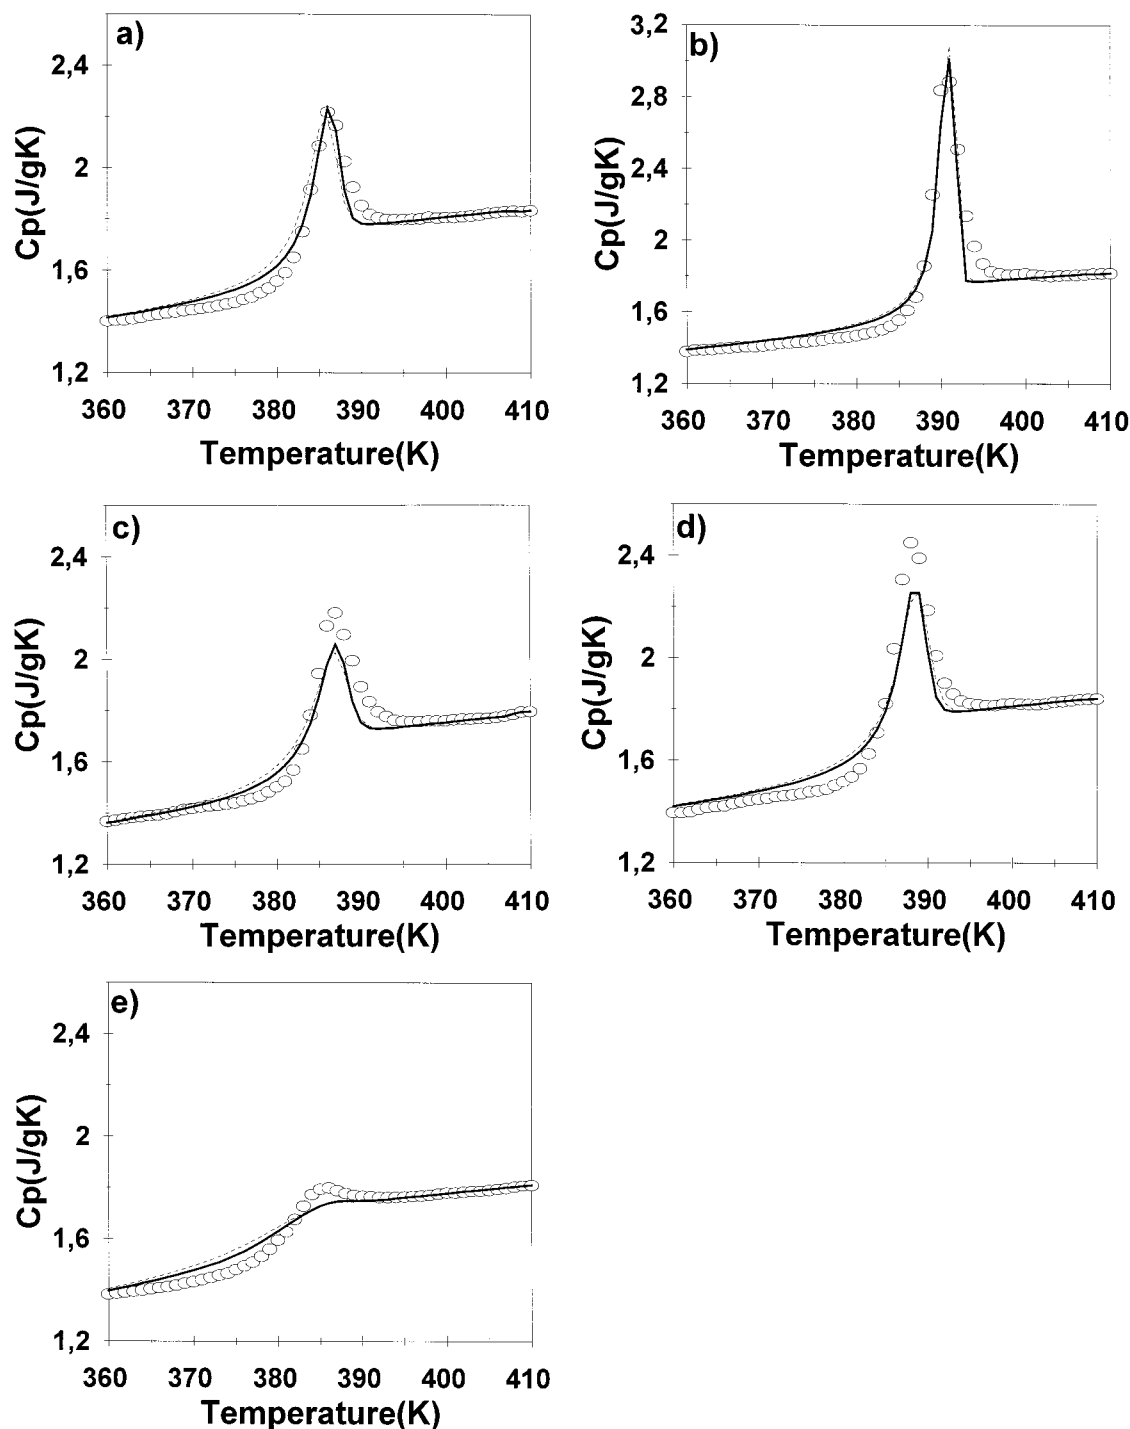 a)
2,4
2
1,6
1,2
Cp(J/gK)
360 370 380 390 400 410
Temperature(K)
b)
3,2
2,8
2,4
2
1,6
1,2
Cp(J/gK)
360 370 380 390 400 410
Temperature(K)
c)
2,4
2
1,6
1,2
Cp(J/gK)
360 370 380 390 400 410
Temperature(K)
d)
2,4
2
1,6
1,2
Cp(J/gK)
360 370 380 390 400 410
Temperature(K)
e)
2,4
2
1,6
1,2
Cp(J/gK)
360 370 380 390 400 410
Temperature(K)